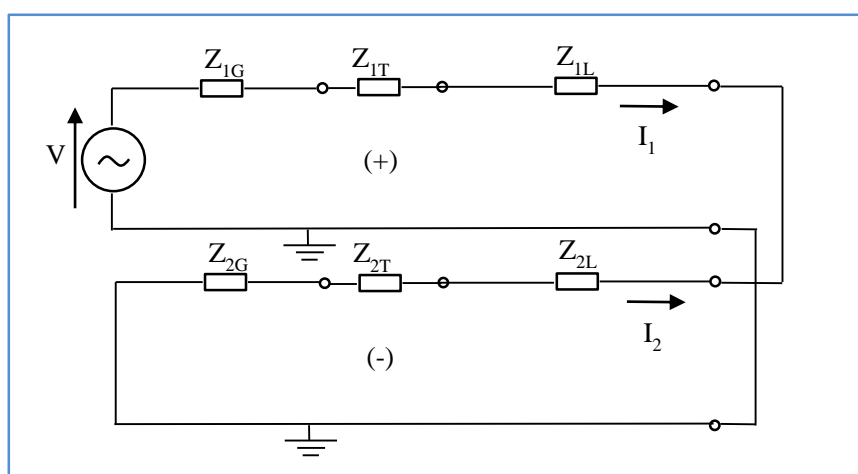 Z1G Z1T Z1L
V (+) I1
Z2G Z2T Z2L
I2
(-)